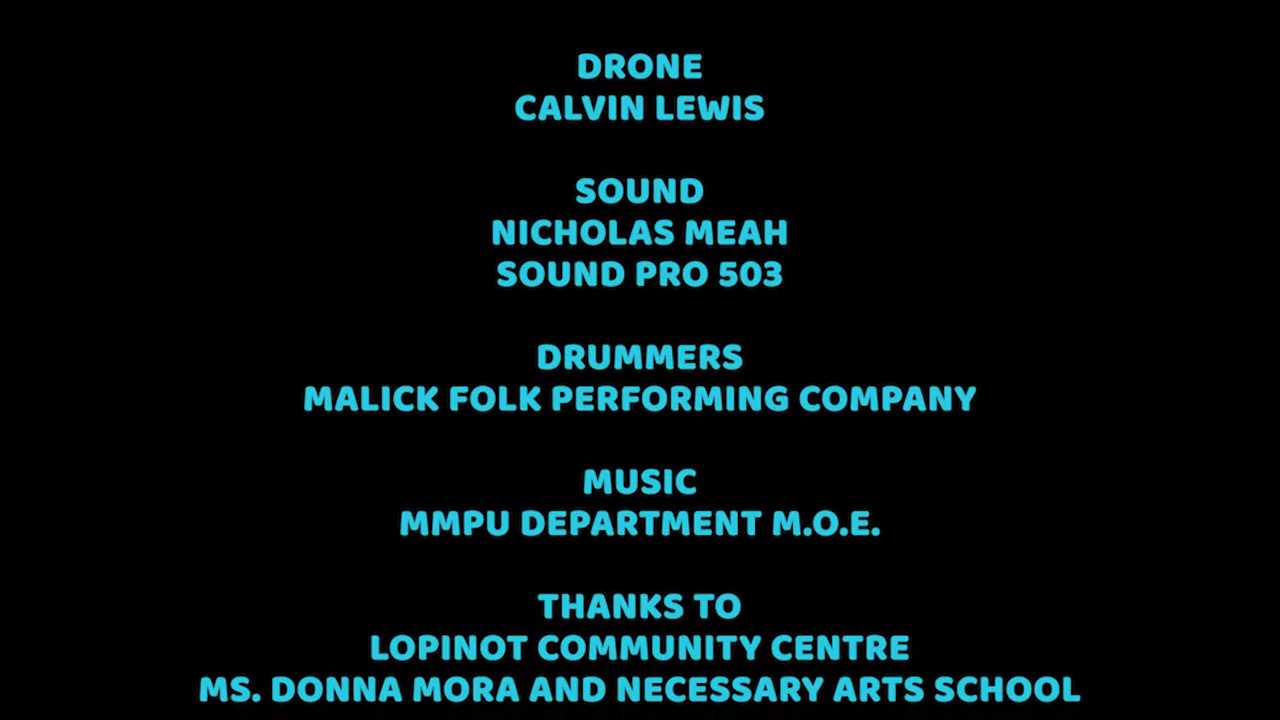 DRONE
CALVIN LEWIS
SOUND
NICHOLAS MEAH
SOUND PRO 503
DRUMMERS
MALICK FOLK PERFORMING COMPANY
MUSIC
MMPU DEPARTMENT M.O.E.
THANKS TO
LOPINOT COMMUNITY CENTRE
MS. DONNA MORA AND NECESSARY ARTS SCHOOL